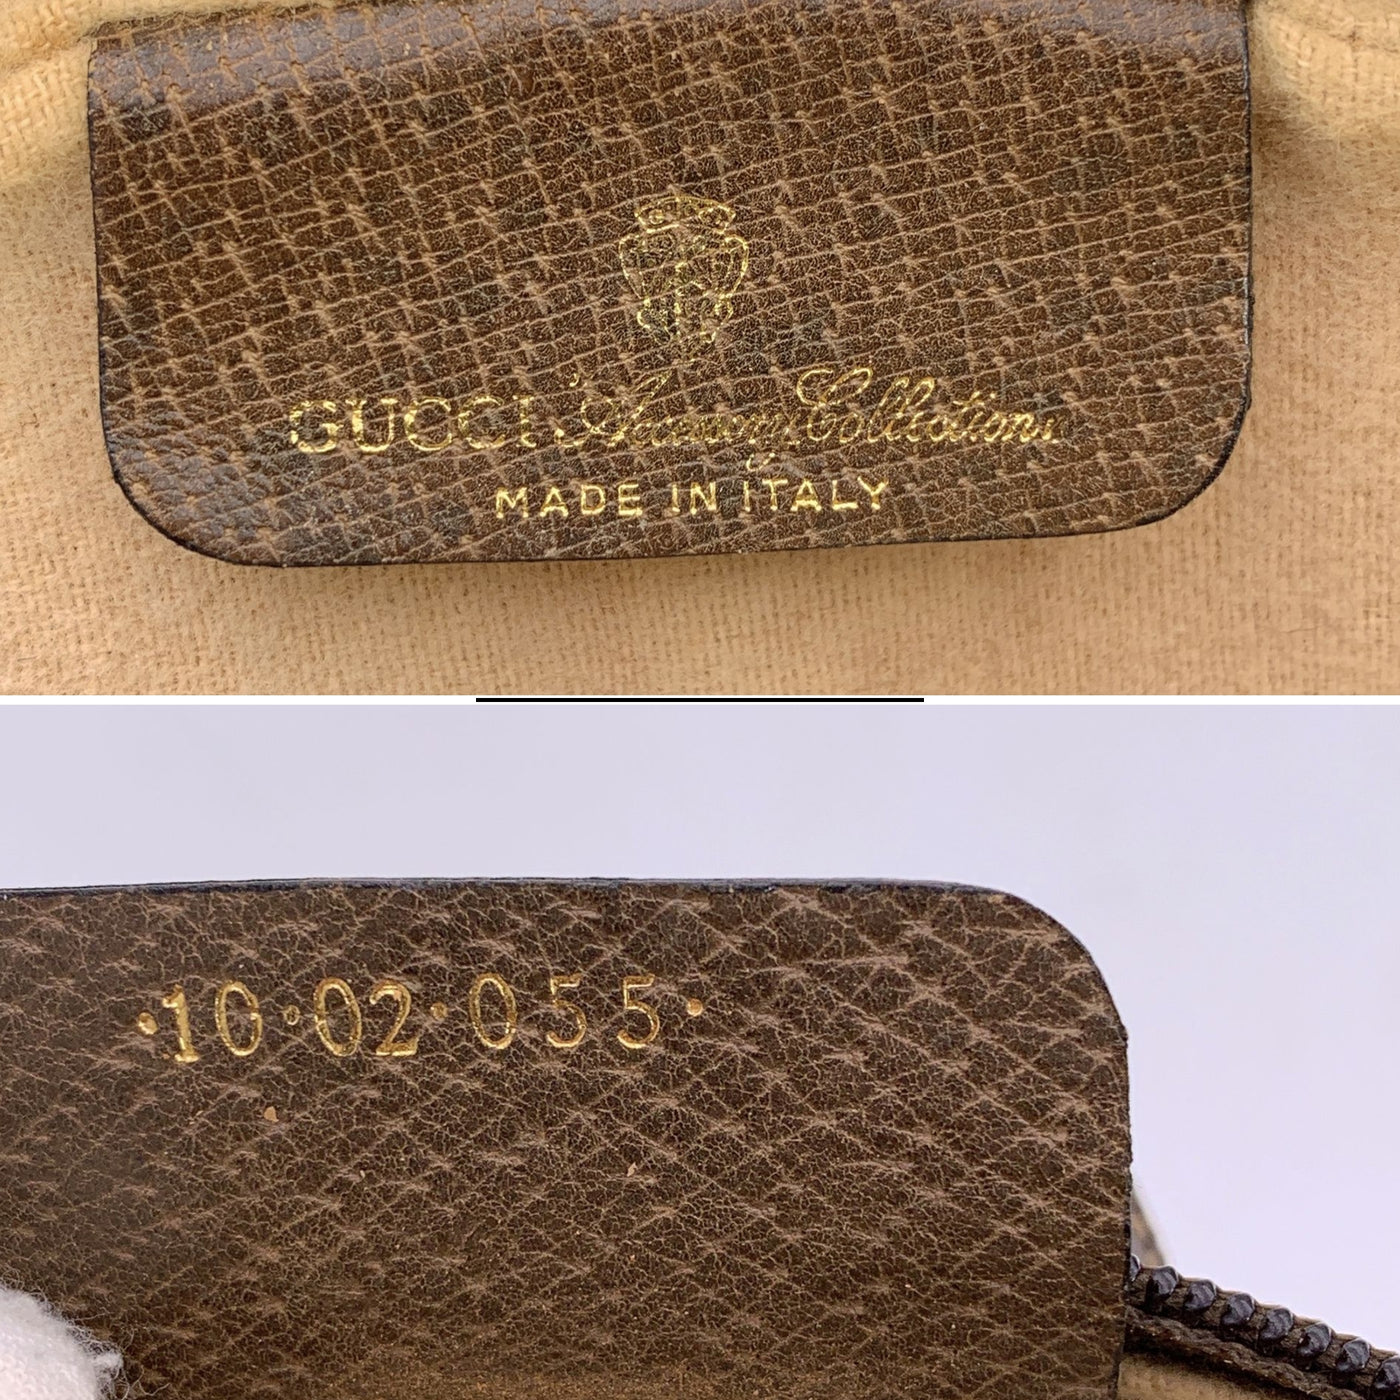 GUCCI Accessory Collection
MADE IN ITALY
·10·02·055·